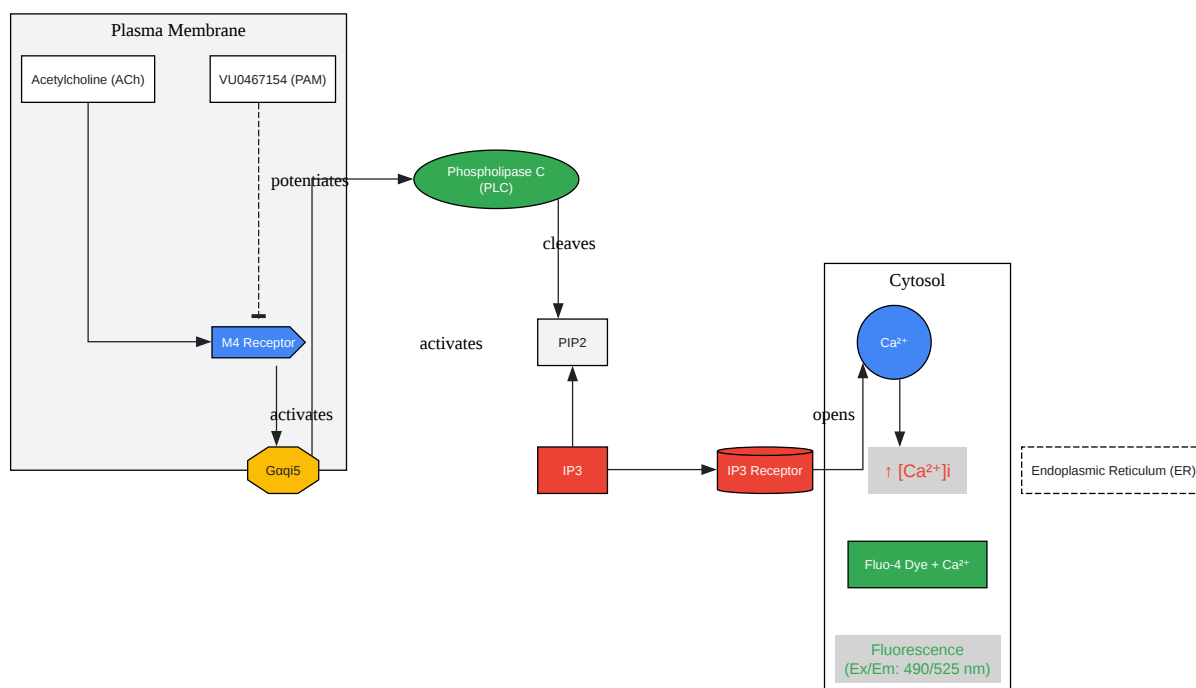 Plasma Membrane
Acetylcholine (ACh)
VU0467154 (PAM)
potentiates
Phospholipase C
(PLC)
cleaves
Cytosol
M4 Receptor
activates
PIP2
Ca²⁺
activates
opens
Gαqi5
IP3
IP3 Receptor
↑ [Ca²⁺]i
Endoplasmic Reticulum (ER)
Fluo-4 Dye + Ca²⁺
Fluorescence
(Ex/Em: 490/525 nm)